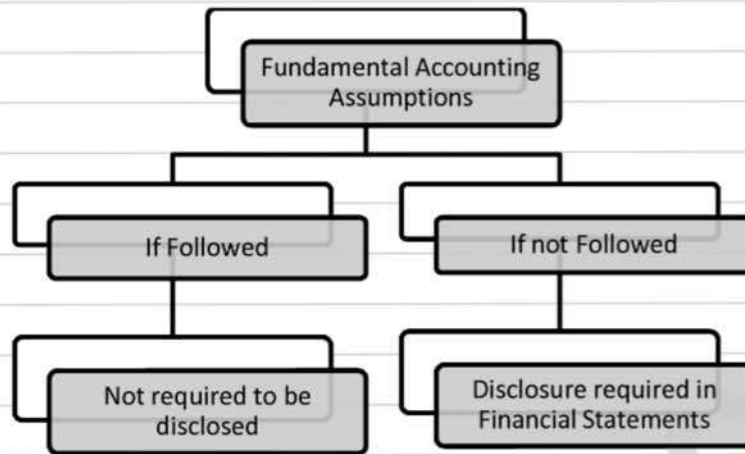 Fundamental Accounting
Assumptions
If Followed
If not Followed
Not required to be
disclosed
Disclosure required in
Financial Statements